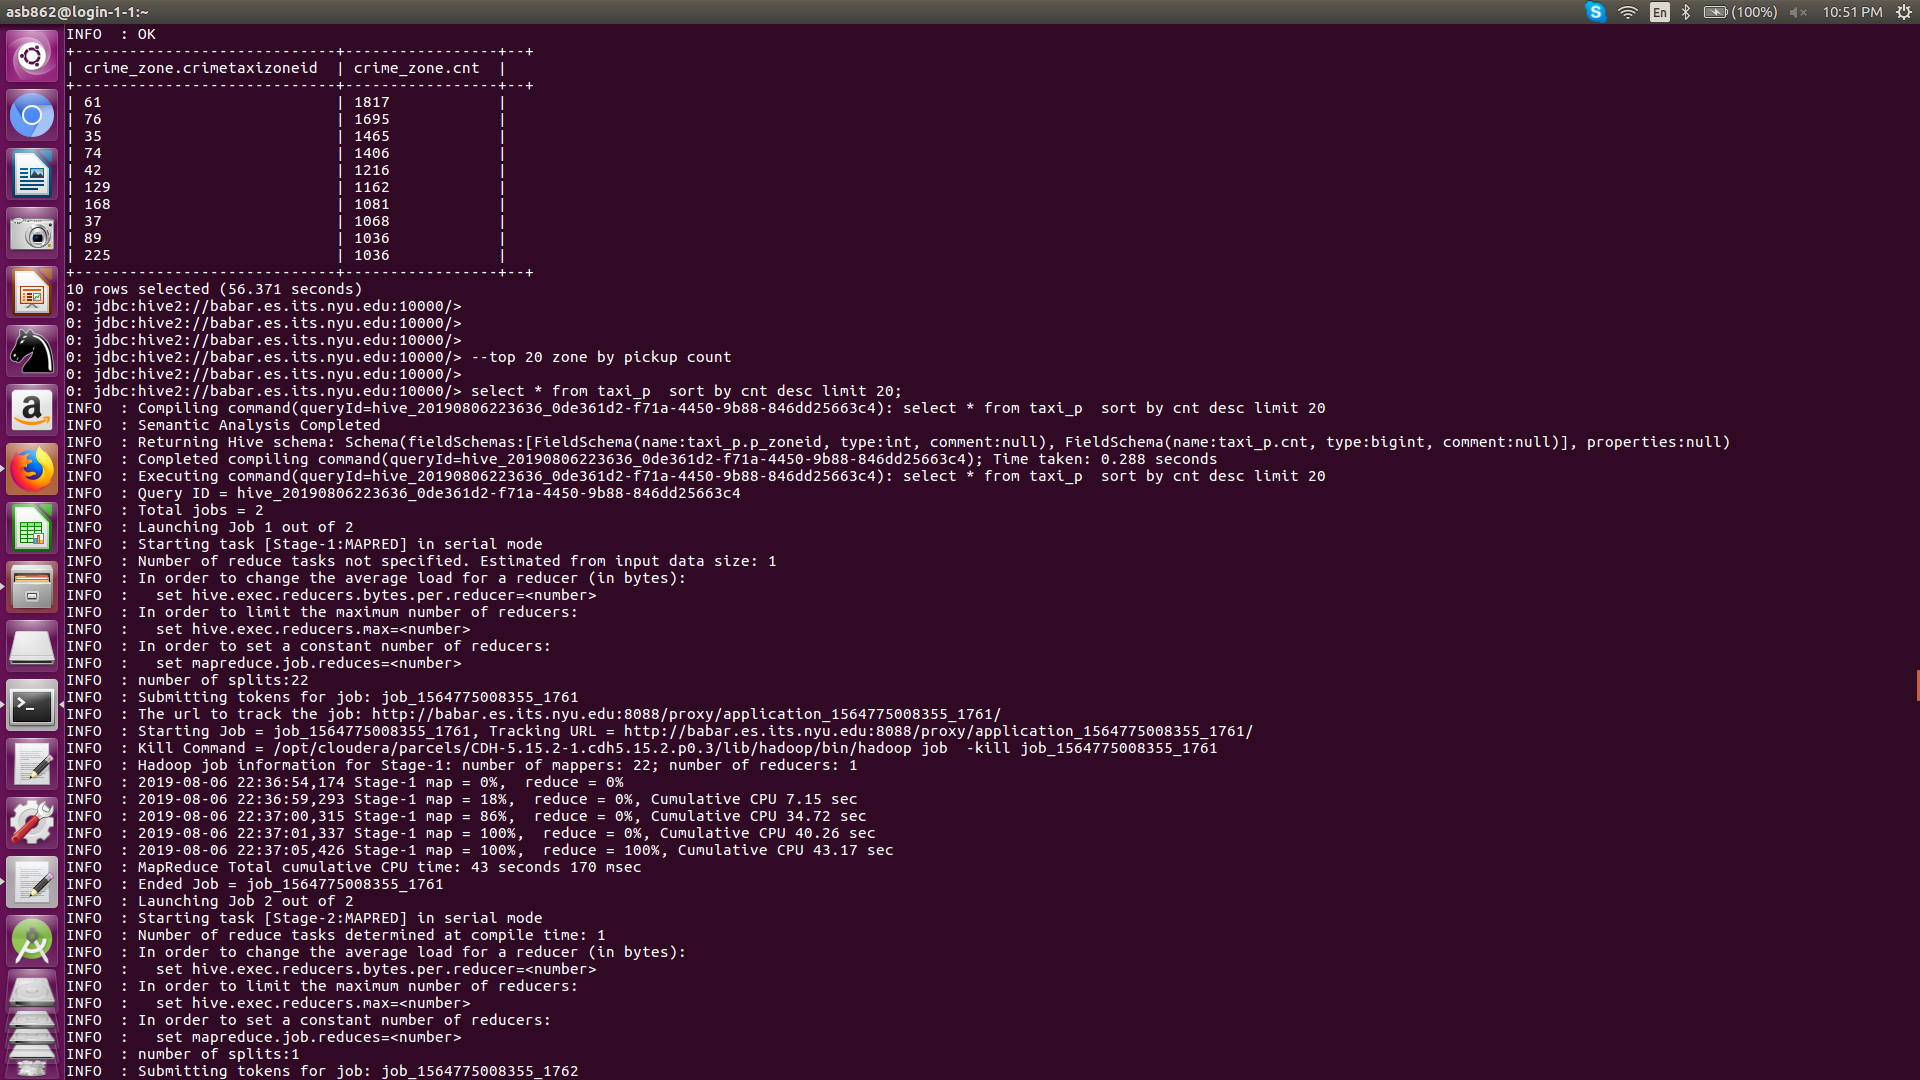 asb862@login-1-1:~
En (100%) 10:51 PM
INFO  : OK
+-----------------------------+-----------------+--+
| crime_zone.crimetaxizoneid  | crime_zone.cnt  |
+-----------------------------+-----------------+--+
| 61                          | 1817            |
| 76                          | 1695            |
| 35                          | 1465            |
| 74                          | 1406            |
| 42                          | 1216            |
| 129                         | 1162            |
| 168                         | 1081            |
| 37                          | 1068            |
| 89                          | 1036            |
| 225                         | 1036            |
+-----------------------------+-----------------+--+
10 rows selected (56.371 seconds)
0: jdbc:hive2://babar.es.its.nyu.edu:10000/>
0: jdbc:hive2://babar.es.its.nyu.edu:10000/>
0: jdbc:hive2://babar.es.its.nyu.edu:10000/>
0: jdbc:hive2://babar.es.its.nyu.edu:10000/> --top 20 zone by pickup count
0: jdbc:hive2://babar.es.its.nyu.edu:10000/>
0: jdbc:hive2://babar.es.its.nyu.edu:10000/> select * from taxi_p  sort by cnt desc limit 20;
INFO  : Compiling command(queryId=hive_20190806223636_0de361d2-f71a-4450-9b88-846dd25663c4): select * from taxi_p  sort by cnt desc limit 20
INFO  : Semantic Analysis Completed
INFO  : Returning Hive schema: Schema(fieldSchemas:[FieldSchema(name:taxi_p.p_zoneid, type:int, comment:null), FieldSchema(name:taxi_p.cnt, type:bigint, comment:null)], properties:null)
INFO  : Completed compiling command(queryId=hive_20190806223636_0de361d2-f71a-4450-9b88-846dd25663c4); Time taken: 0.288 seconds
INFO  : Executing command(queryId=hive_20190806223636_0de361d2-f71a-4450-9b88-846dd25663c4): select * from taxi_p  sort by cnt desc limit 20
INFO  : Query ID = hive_20190806223636_0de361d2-f71a-4450-9b88-846dd25663c4
INFO  : Total jobs = 2
INFO  : Launching Job 1 out of 2
INFO  : Starting task [Stage-1:MAPRED] in serial mode
INFO  : Number of reduce tasks not specified. Estimated from input data size: 1
INFO  : In order to change the average load for a reducer (in bytes):
INFO  :   set hive.exec.reducers.bytes.per.reducer=<number>
INFO  : In order to limit the maximum number of reducers:
INFO  :   set hive.exec.reducers.max=<number>
INFO  : In order to set a constant number of reducers:
INFO  :   set mapreduce.job.reduces=<number>
INFO  : number of splits:22
INFO  : Submitting tokens for job: job_1564775008355_1761
INFO  : The url to track the job: http://babar.es.its.nyu.edu:8088/proxy/application_1564775008355_1761/
INFO  : Starting Job = job_1564775008355_1761, Tracking URL = http://babar.es.its.nyu.edu:8088/proxy/application_1564775008355_1761/
INFO  : Kill Command = /opt/cloudera/parcels/CDH-5.15.2-1.cdh5.15.2.p0.3/lib/hadoop/bin/hadoop job  -kill job_1564775008355_1761
INFO  : Hadoop job information for Stage-1: number of mappers: 22; number of reducers: 1
INFO  : 2019-08-06 22:36:54,174 Stage-1 map = 0%,  reduce = 0%
INFO  : 2019-08-06 22:36:59,293 Stage-1 map = 18%,  reduce = 0%, Cumulative CPU 7.15 sec
INFO  : 2019-08-06 22:37:00,315 Stage-1 map = 86%,  reduce = 0%, Cumulative CPU 34.72 sec
INFO  : 2019-08-06 22:37:01,337 Stage-1 map = 100%,  reduce = 0%, Cumulative CPU 40.26 sec
INFO  : 2019-08-06 22:37:05,426 Stage-1 map = 100%,  reduce = 100%, Cumulative CPU 43.17 sec
INFO  : MapReduce Total cumulative CPU time: 43 seconds 170 msec
INFO  : Ended Job = job_1564775008355_1761
INFO  : Launching Job 2 out of 2
INFO  : Starting task [Stage-2:MAPRED] in serial mode
INFO  : Number of reduce tasks determined at compile time: 1
INFO  : In order to change the average load for a reducer (in bytes):
INFO  :   set hive.exec.reducers.bytes.per.reducer=<number>
INFO  : In order to limit the maximum number of reducers:
INFO  :   set hive.exec.reducers.max=<number>
INFO  : In order to set a constant number of reducers:
INFO  :   set mapreduce.job.reduces=<number>
INFO  : number of splits:1
INFO  : Submitting tokens for job: job_1564775008355_1762